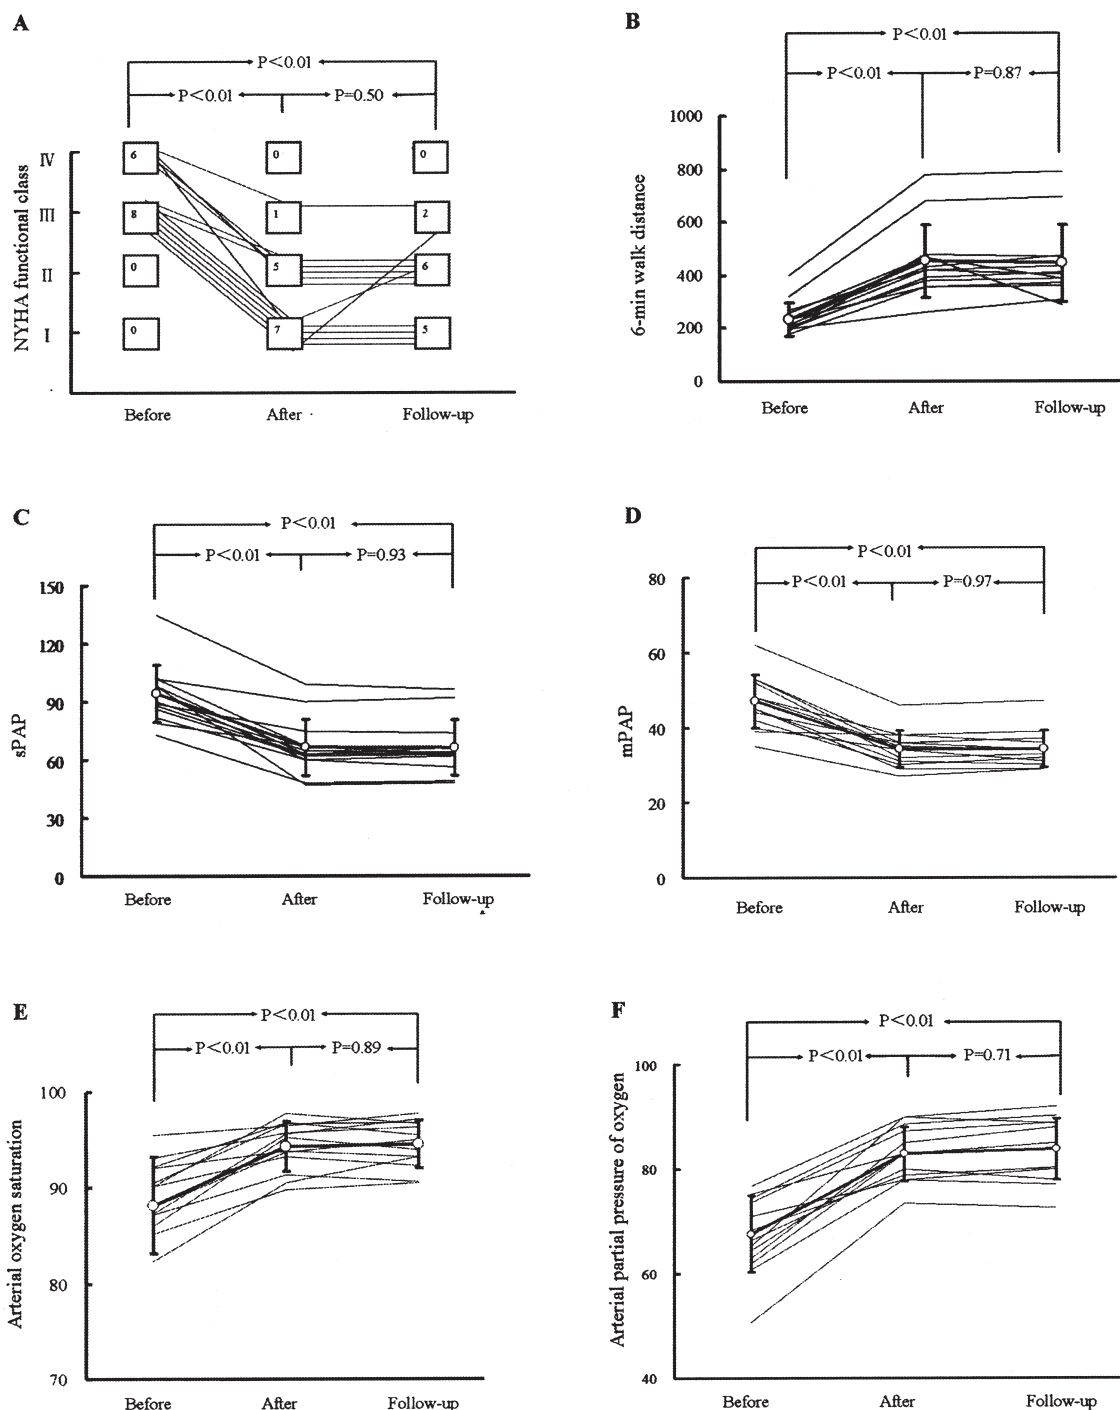 A
P<0.01
P<0.01
P=0.50
NYHA functional class
IV
6
0
0
III
8
1
2
II
0
5
6
I
0
7
5
Before
After
Follow-up
B
P<0.01
P<0.01
P=0.87
6-min walk distance
1000
800
600
400
200
0
Before
After
Follow-up
C
P<0.01
P<0.01
P=0.93
sPAP
150
120
90
60
30
0
Before
After
Follow-up
D
P<0.01
P<0.01
P=0.97
mPAP
80
60
40
20
0
Before
After
Follow-up
E
P<0.01
P<0.01
P=0.89
Arterial oxygen saturation
100
90
80
70
Before
After
Follow-up
F
P<0.01
P<0.01
P=0.71
Arterial partial pressure of oxygen
100
80
60
40
Before
After
Follow-up